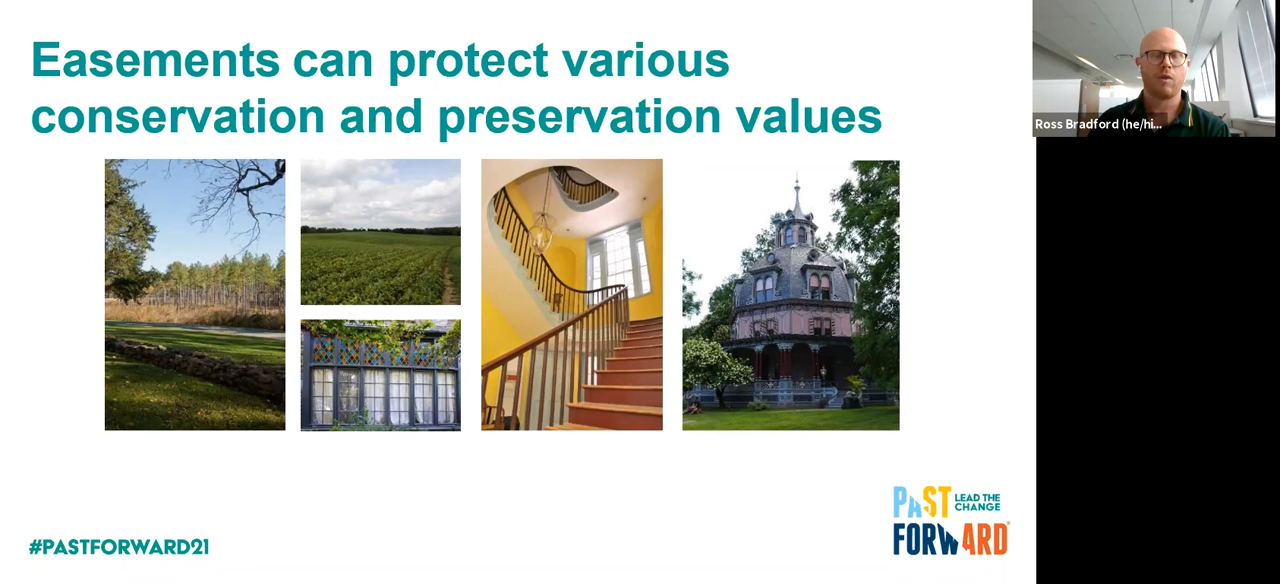 Easements can protect various
conservation and preservation values
Ross Bradford (he/hi...
PAST LEAD THE
CHANGE
FORWARD
#PASTFORWARD21